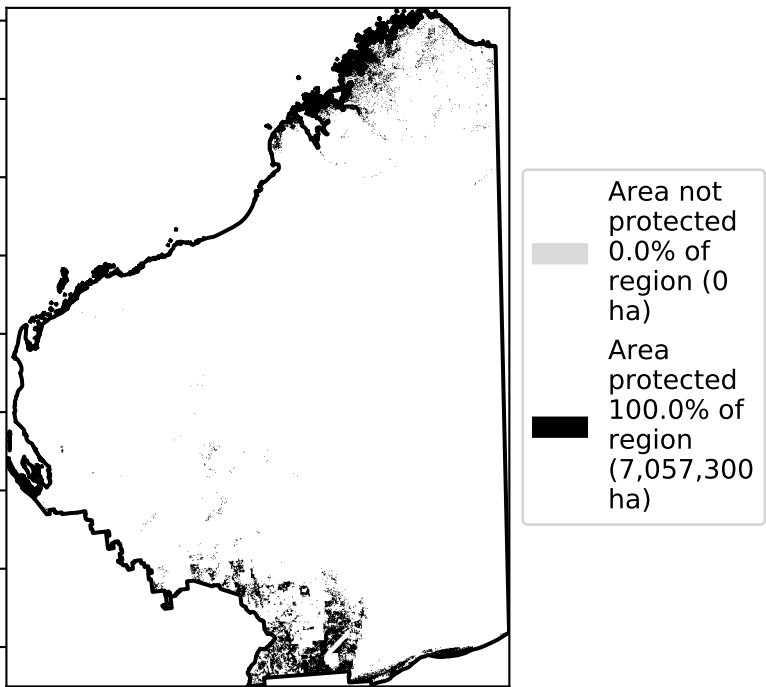 Area not
protected
0.0% of
region (0
ha)
Area
protected
100.0% of
region
(7,057,300
ha)